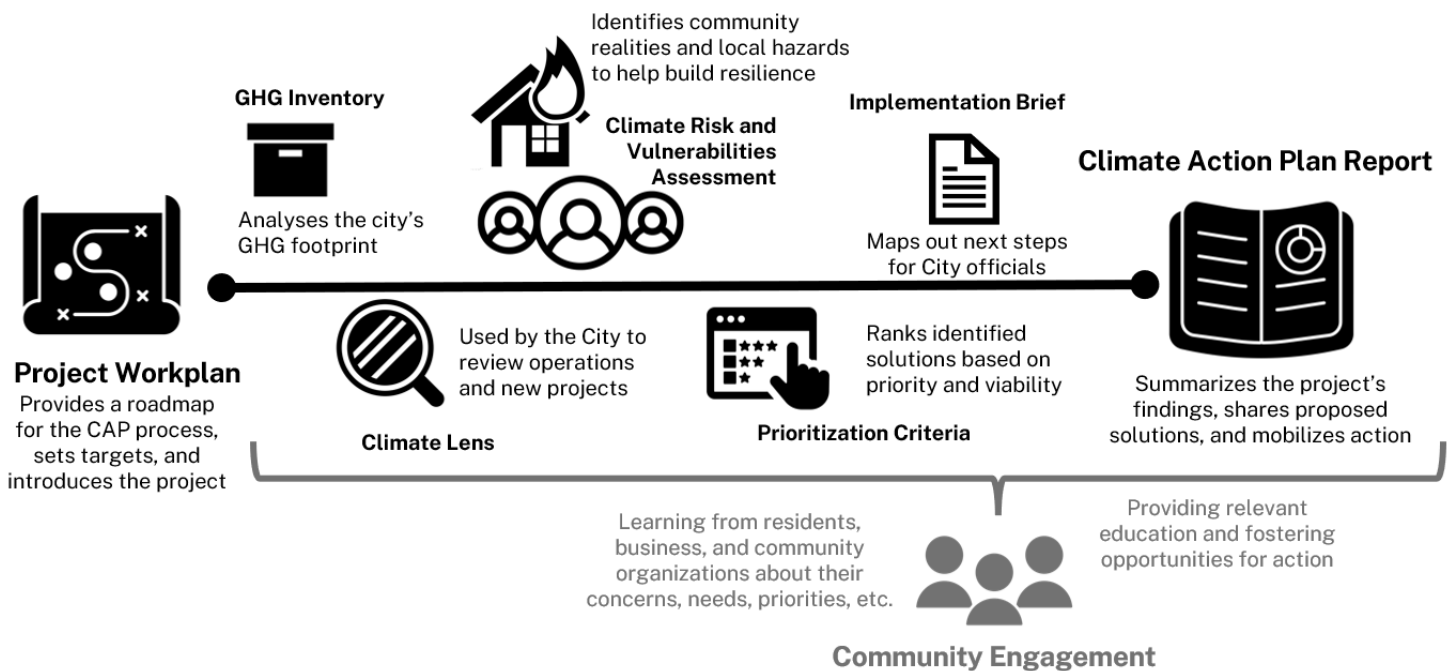 Identifies community
realities and local hazards
to help build resilience
GHG Inventory
Climate Risk and
Vulnerabilities
Assessment
Implementation Brief
Climate Action Plan Report
Analyses the city's
GHG footprint
Maps out next steps
for City officials
Project Workplan
Provides a roadmap
for the CAP process,
sets targets, and
introduces the project
Used by the City to
review operations
and new projects
Climate Lens
Ranks identified
solutions based on
priority and viability
Prioritization Criteria
Summarizes the project's
findings, shares proposed
solutions, and mobilizes action
Learning from residents,
business, and community
organizations about their
concerns, needs, priorities, etc.
Providing relevant
education and fostering
opportunities for action
Community Engagement